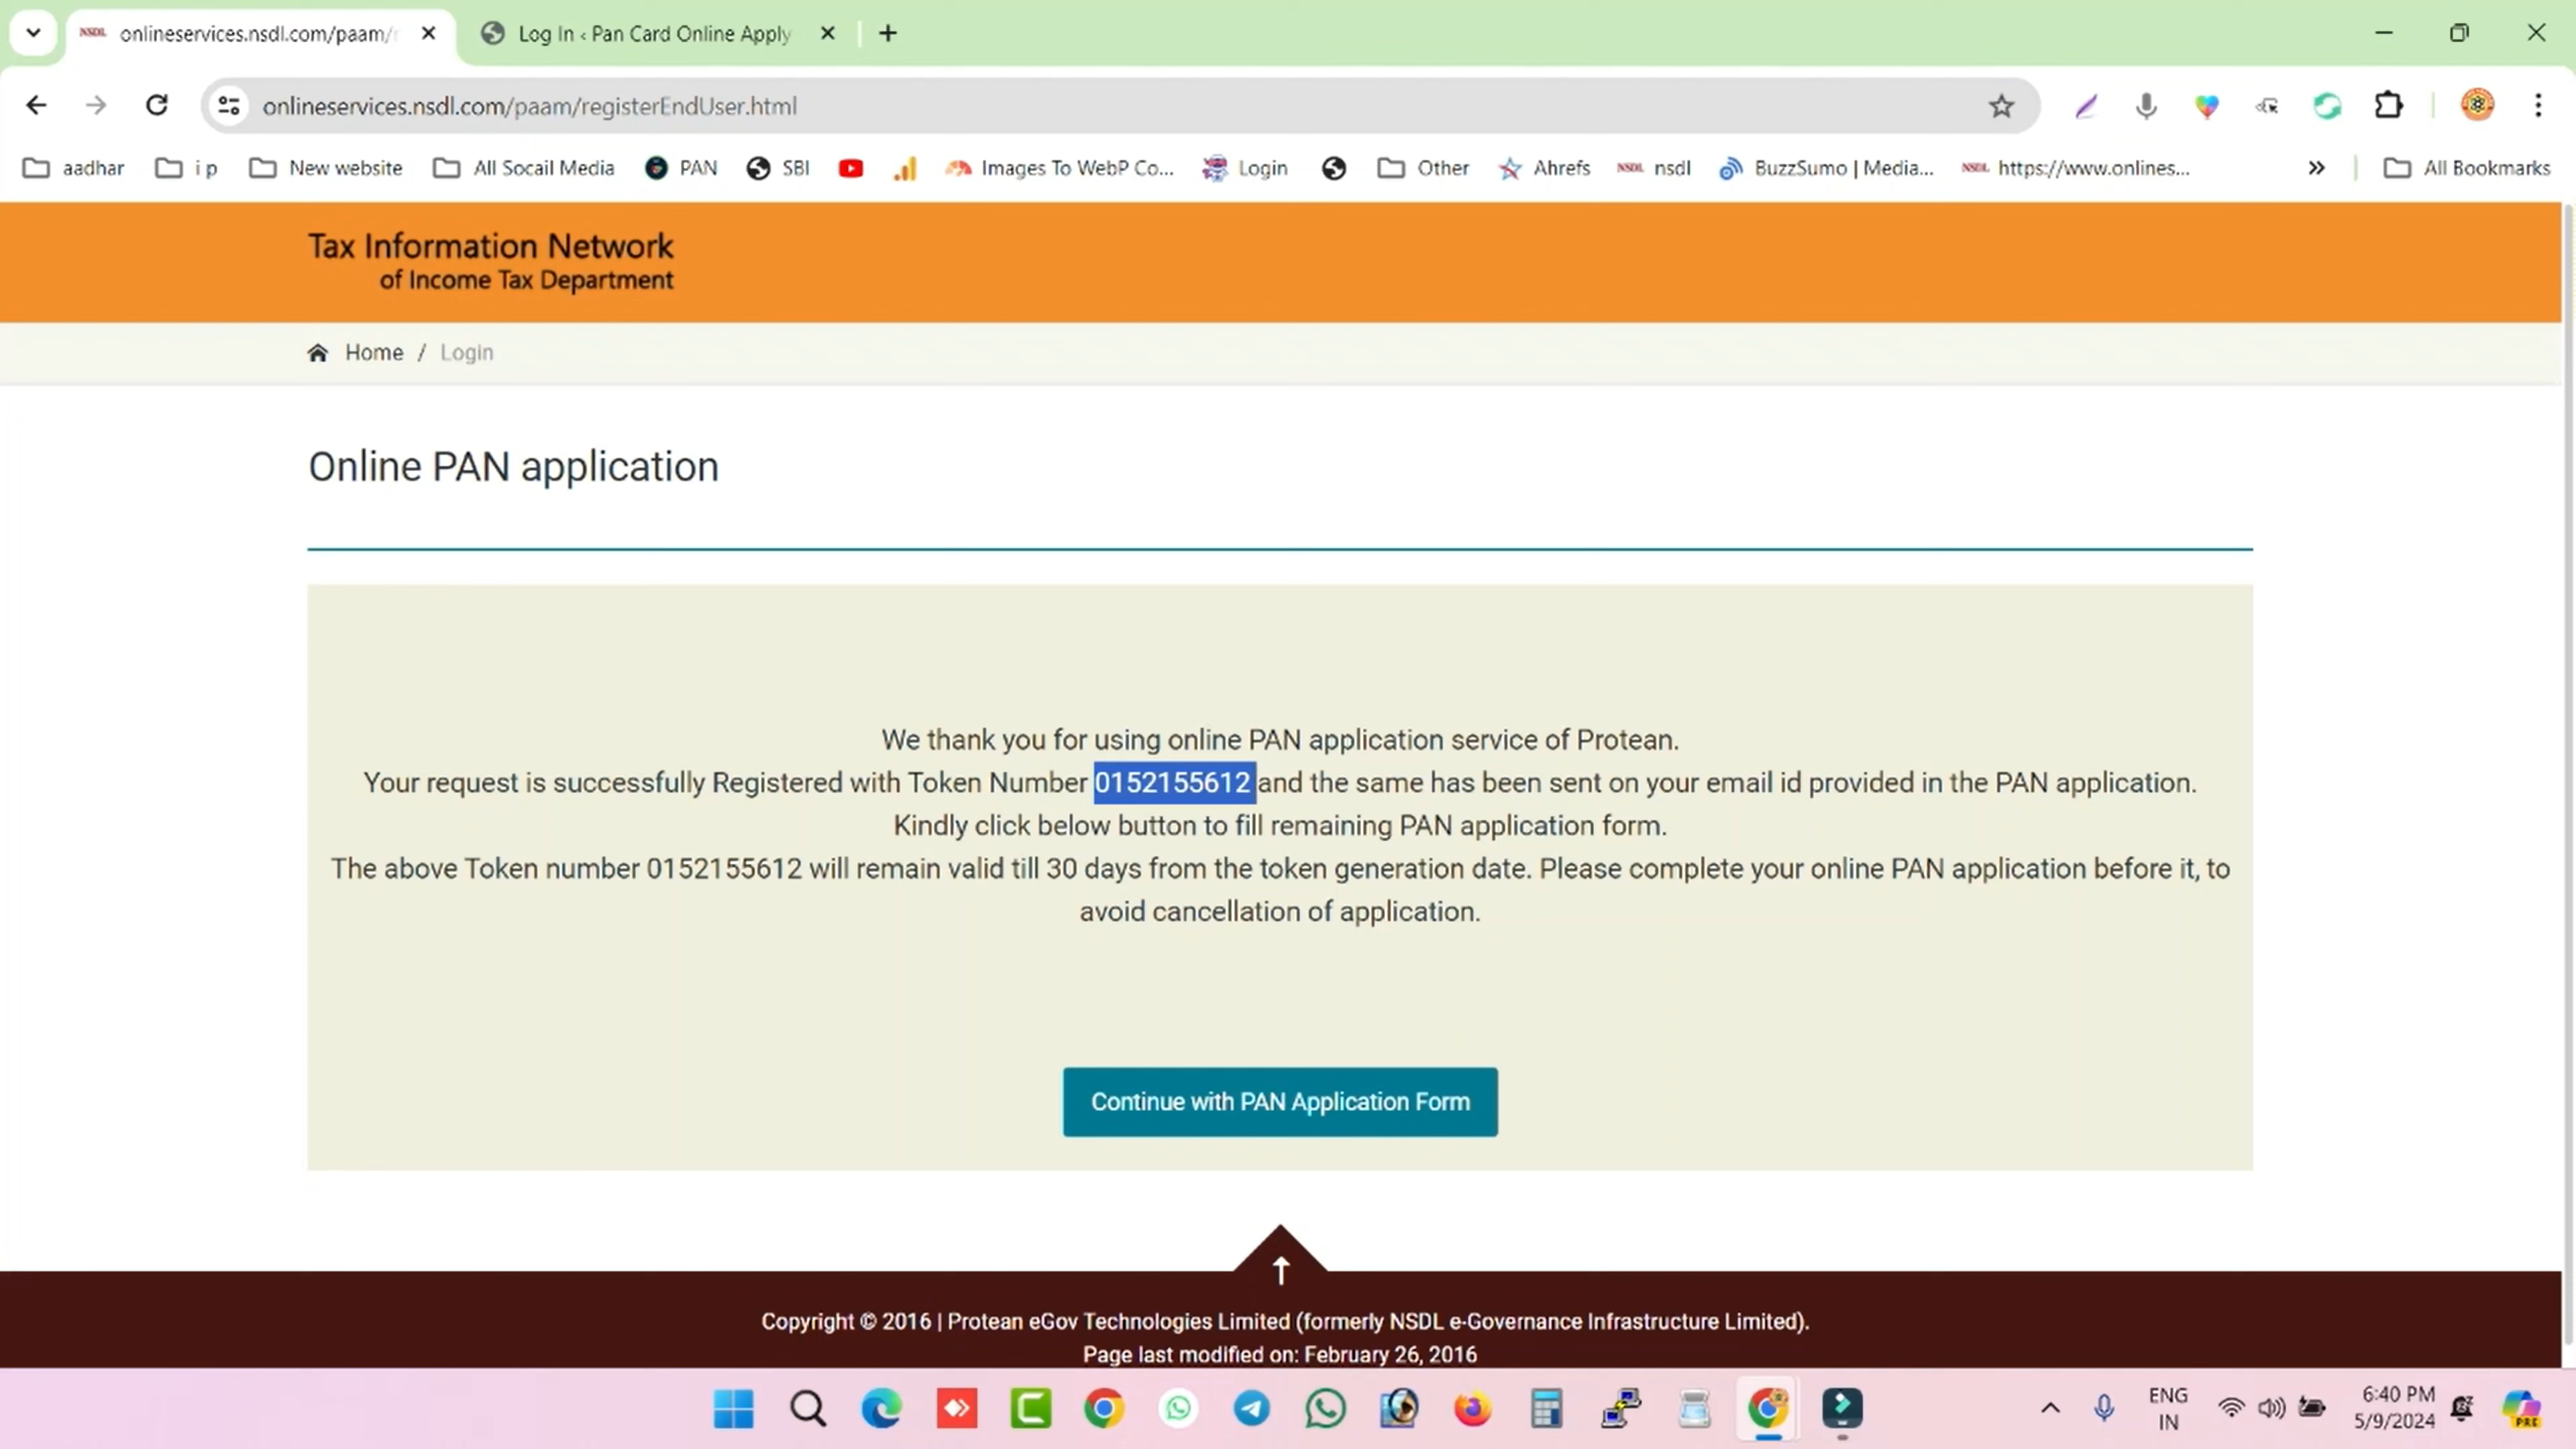 onlineservices.nsdl.com/paam/
Log In ‹ Pan Card Online Apply
onlineservices.nsdl.com/paam/registerEndUser.html
aadhar i p New website All Socail Media PAN SBI Images To WebP Co... Login Other Ahrefs NSDL nsdl BuzzSumo | Media... NSDL https://www.onlines... » All Bookmarks
Tax Information Network
of Income Tax Department
Home / Login
Online PAN application
We thank you for using online PAN application service of Protean.
Your request is successfully Registered with Token Number 0152155612 and the same has been sent on your email id provided in the PAN application.
Kindly click below button to fill remaining PAN application form.
The above Token number 0152155612 will remain valid till 30 days from the token generation date. Please complete your online PAN application before it, to
avoid cancellation of application.
Continue with PAN Application Form
Copyright © 2016 | Protean eGov Technologies Limited (formerly NSDL e-Governance Infrastructure Limited).
Page last modified on: February 26, 2016
ENG
IN
6:40 PM
5/9/2024
PRE